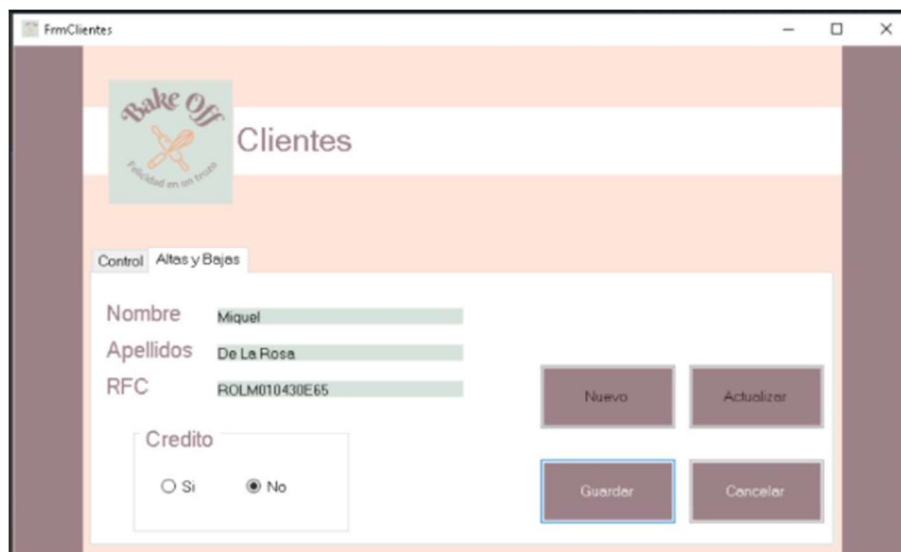 FrmClientes
Bake Off
Felicidad en un trozo
Clientes
Control
Altas y Bajas
Nombre
Miquel
Apellidos
De La Rosa
RFC
ROLM010430E65
Credito
Si
No
Nuevo
Actualizar
Guardar
Cancelar